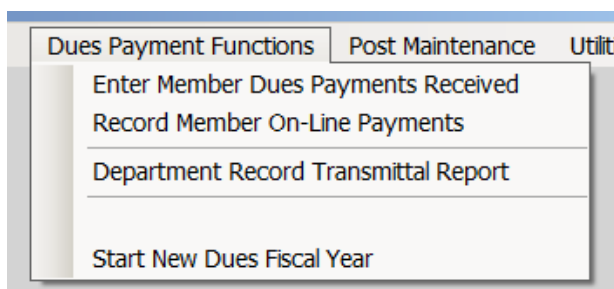 Dues Payment Functions Post Maintenance
Enter Member Dues Payments Received
Record Member On-Line Payments
Department Record Transmittal Report
Start New Dues Fiscal Year